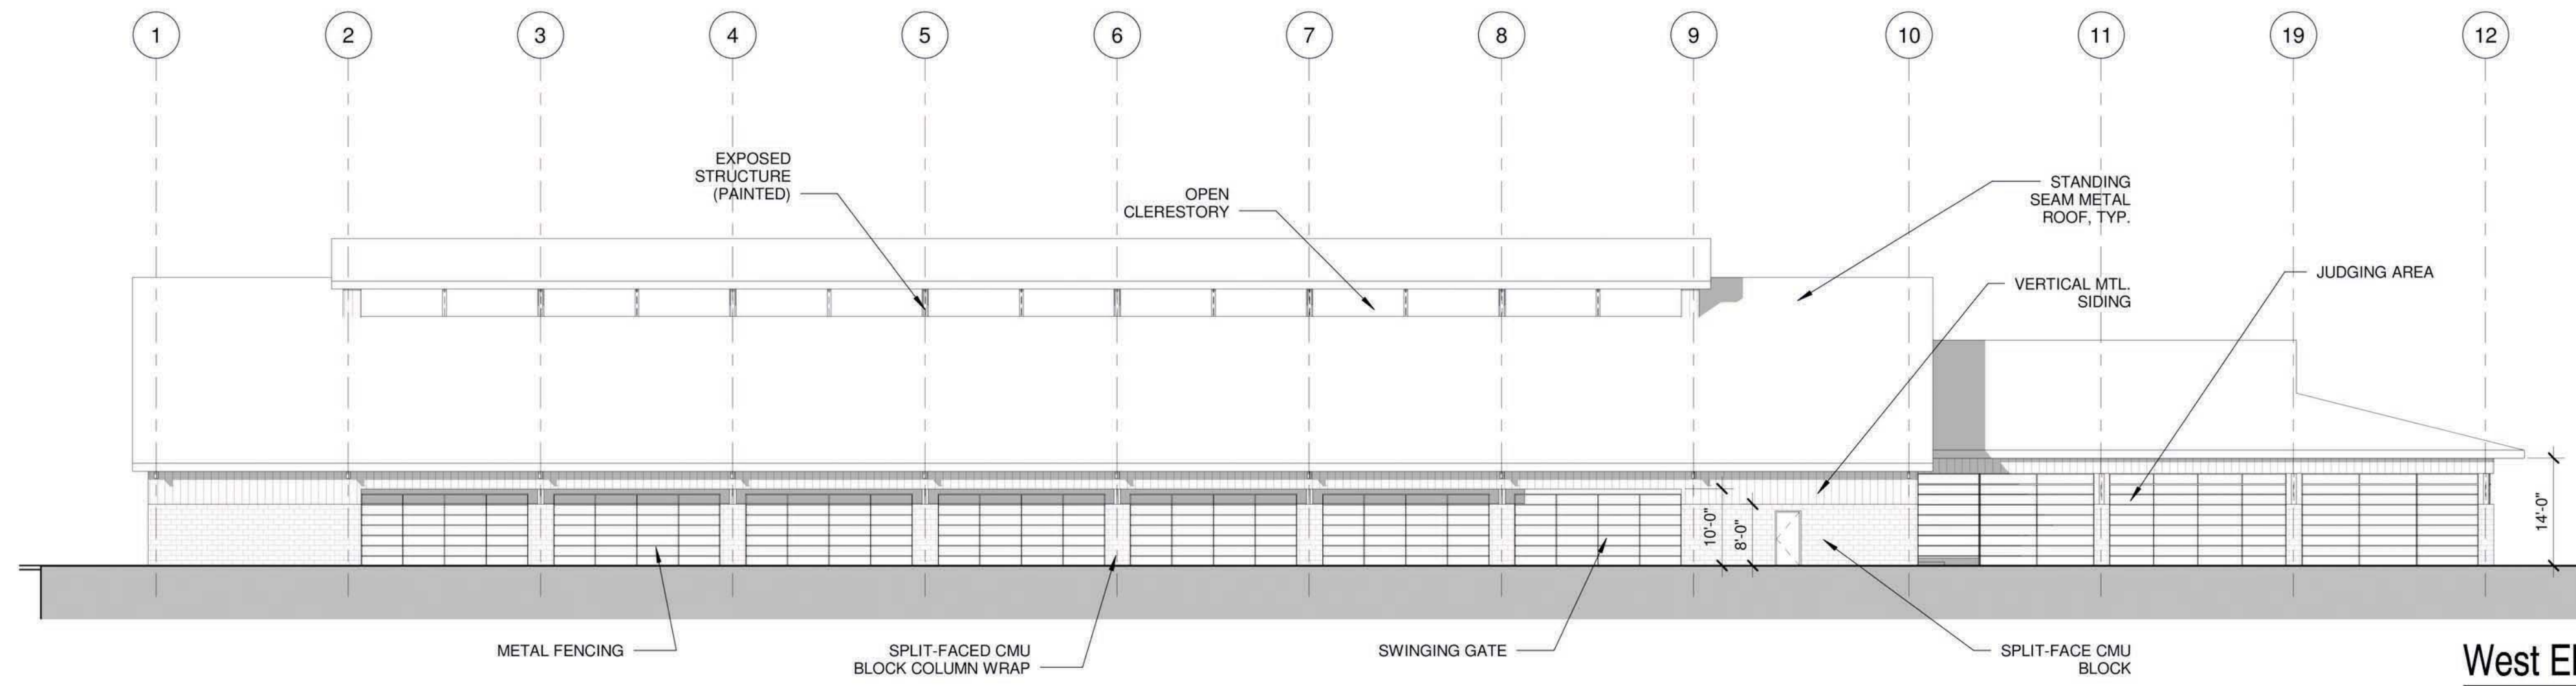 1 2 3 4 5 6 7 8 9 10 11 19 12
EXPOSED
STRUCTURE
(PAINTED)
OPEN
CLERESTORY
STANDING
SEAM METAL
ROOF, TYP.
VERTICAL MTL.
SIDING
JUDGING AREA
10'-0"
8'-0"
14'-0"
METAL FENCING
SPLIT-FACED CMU
BLOCK COLUMN WRAP
SWINGING GATE
SPLIT-FACE CMU
BLOCK
West El